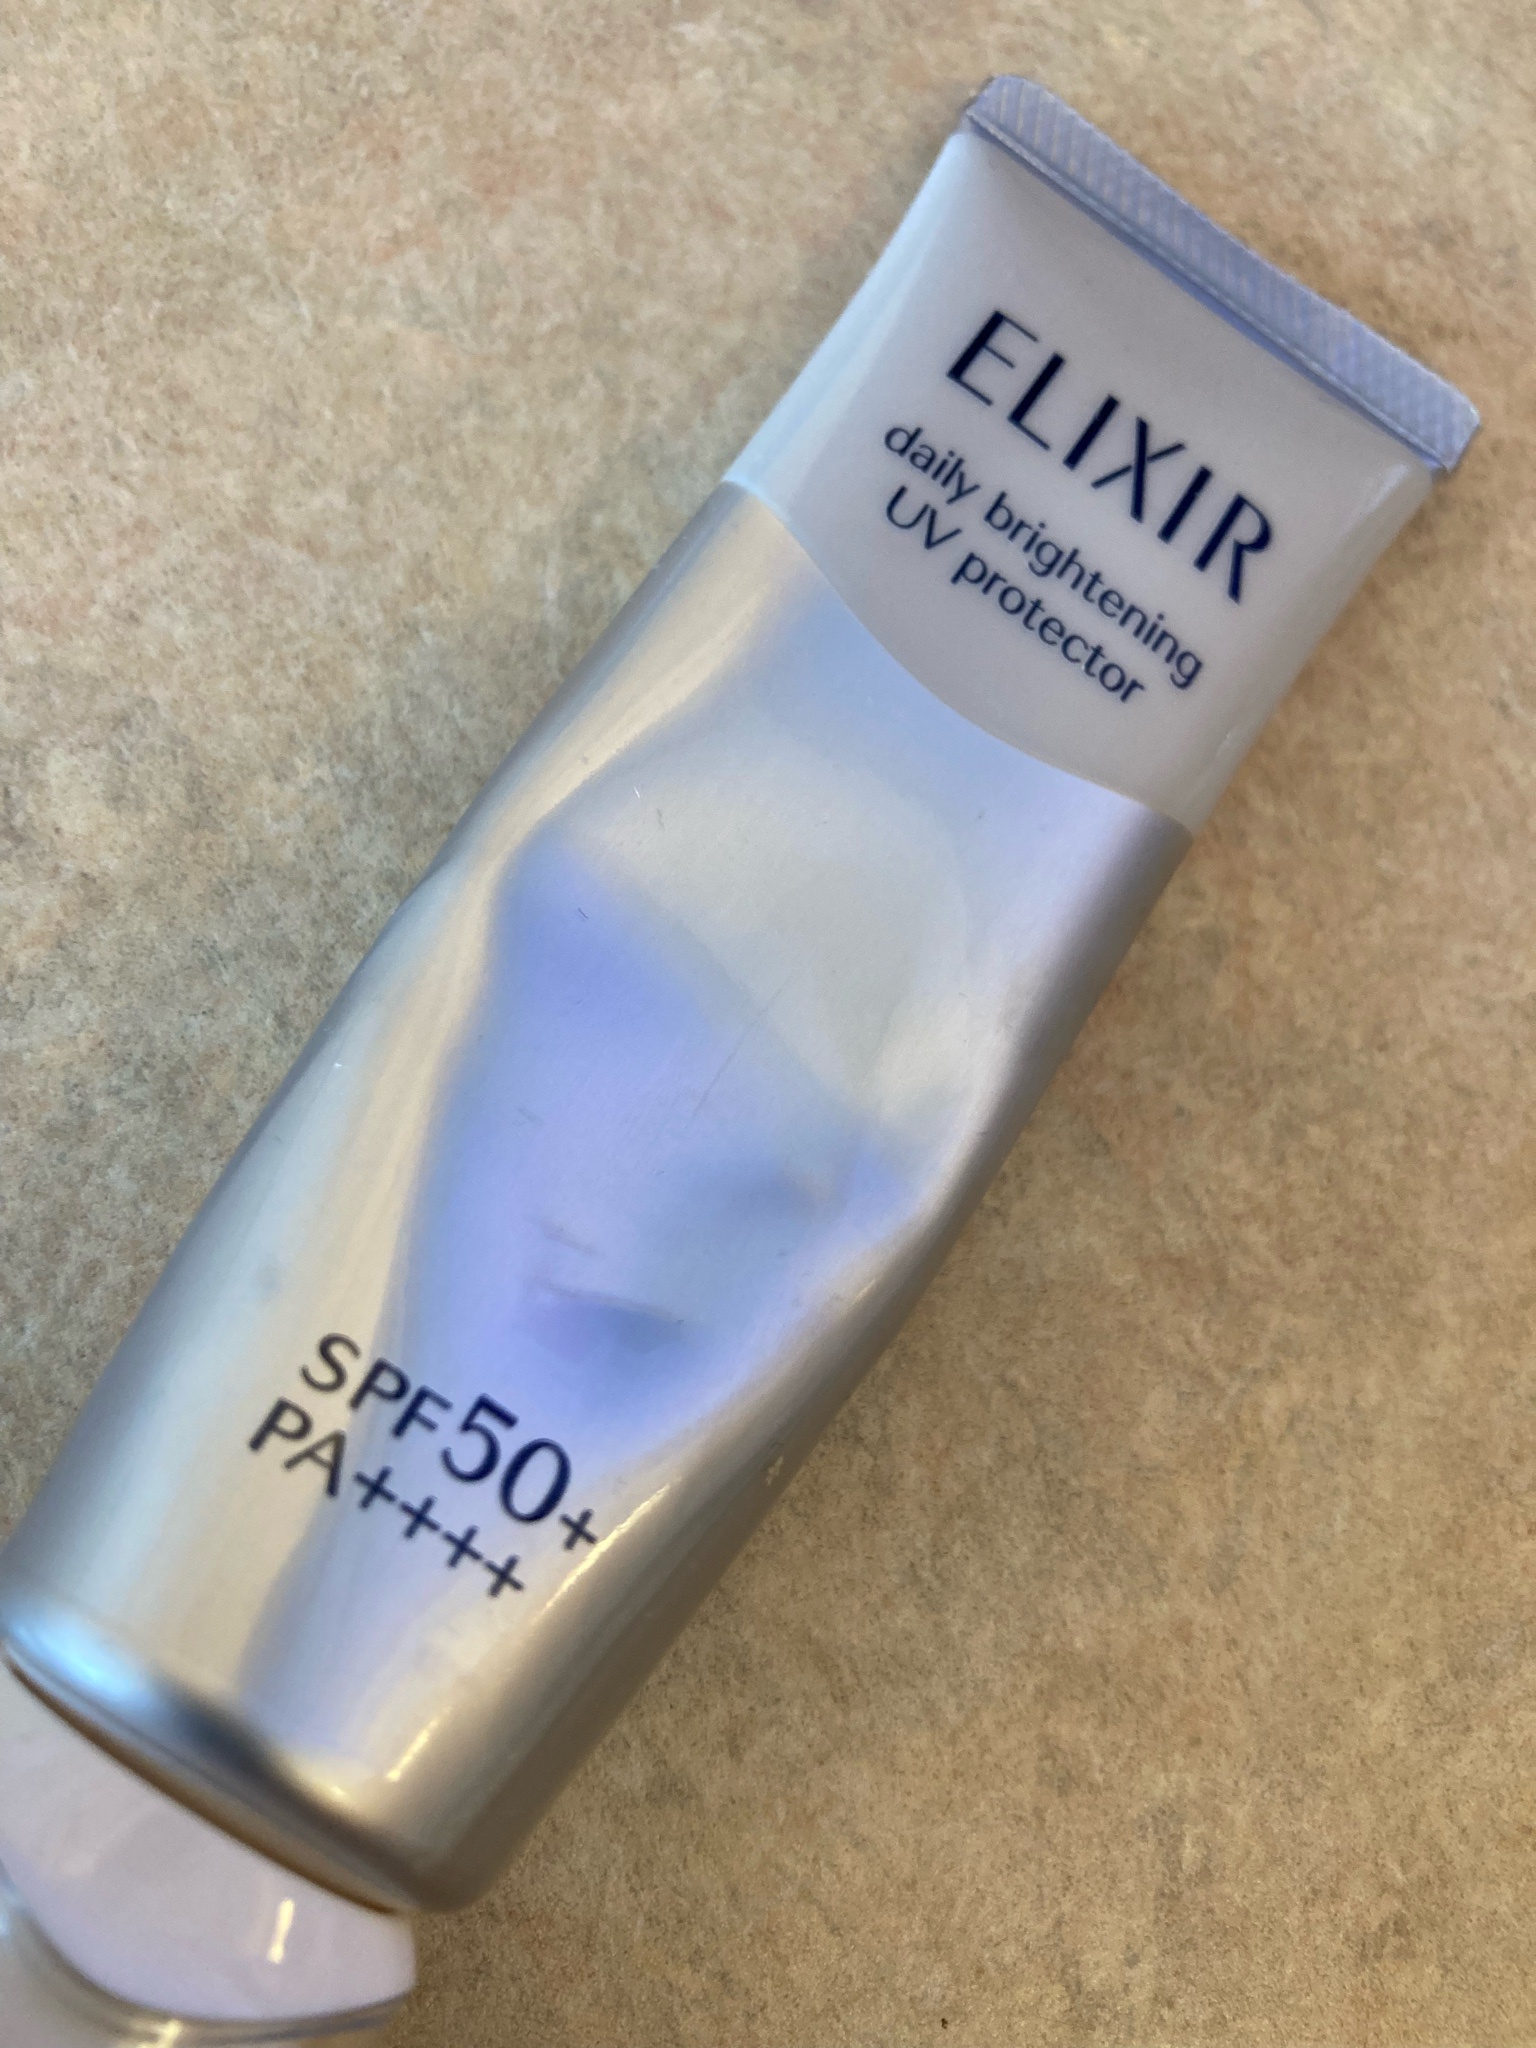 ELIXIR
daily brightening
UV protector
SPF50+
PA++++